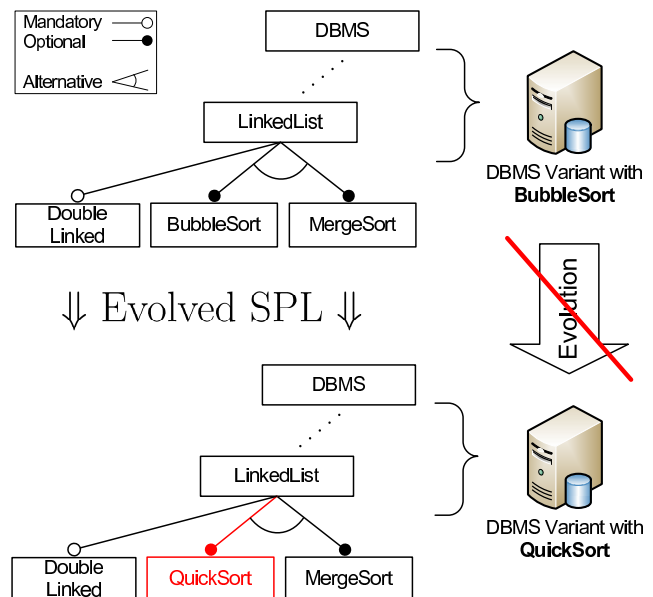 Mandatory
Optional
Alternative
DBMS
LinkedList
Double
Linked
BubbleSort
MergeSort
DBMS Variant with
BubbleSort
⇓ Evolved SPL ⇓
Evolution
DBMS
LinkedList
Double
Linked
QuickSort
MergeSort
DBMS Variant with
QuickSort